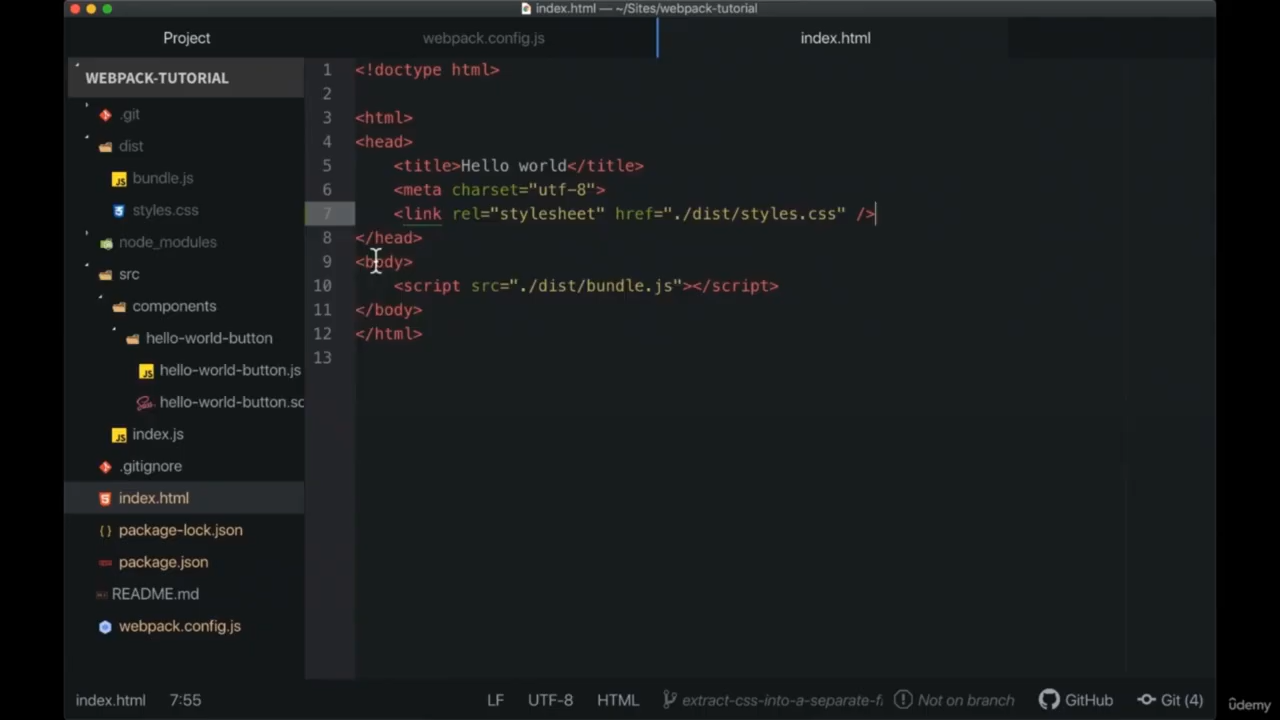 index.html — ~/Sites/webpack-tutorial
Project
webpack.config.js
index.html
WEBPACK-TUTORIAL
.git
dist
bundle.js
styles.css
node_modules
src
components
hello-world-button
hello-world-button.js
hello-world-button.sc
index.js
.gitignore
index.html
package-lock.json
package.json
README.md
webpack.config.js
1 <!doctype html>
2
3 <html>
4 <head>
5 <title>Hello world</title>
6 <meta charset="utf-8">
7 <link rel="stylesheet" href="./dist/styles.css" />
8 </head>
9 <body>
10 <script src="./dist/bundle.js"></script>
11 </body>
12 </html>
13
index.html 7:55 LF UTF-8 HTML extract-css-into-a-separate-fi Not on branch GitHub Git (4)
ûdemy